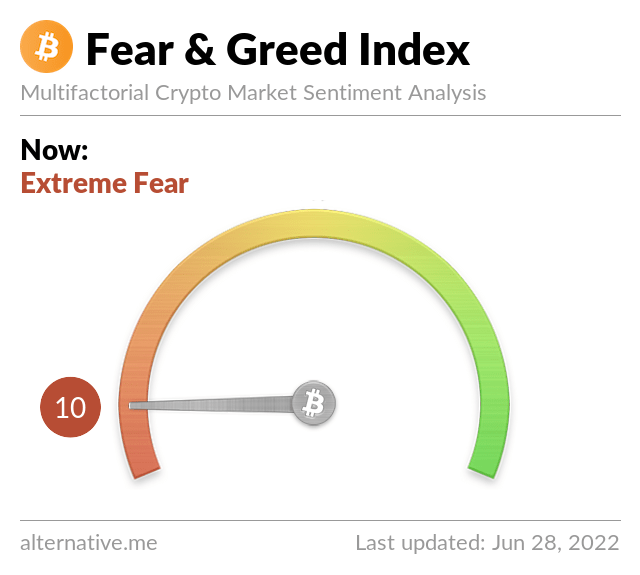 Fear & Greed Index
Multifactorial Crypto Market Sentiment Analysis
Now:
Extreme Fear
10
alternative.me
Last updated: Jun 28, 2022